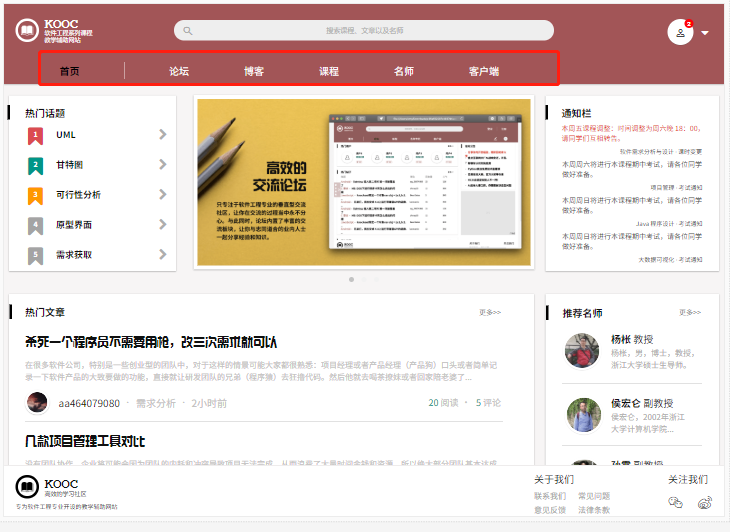 KOOC
软件工程系列课程
教学辅助网站
搜索课程、文章以及名师
2
首页
论坛
博客
课程
名师
客户端
热门话题
1 UML
2 甘特图
3 可行性分析
4 原型界面
5 需求获取
高效的
交流论坛
只专注于软件工程专业的垂直型交流
社区，让你在交流的过程当中永不分
心。与此同时，论坛内置了丰富的交
流板块，让你与志同道合的业内人士
一起分享经验和知识。
通知栏
本周五课程调整：时间调整为周六晚 18：00，
请同学们互相转告。
软件需求分析与设计 · 课时变更
本周周六将进行本课程期中考试，请各位同学
做好准备。
项目管理 · 考试通知
本周周六将进行本课程期中考试，请各位同学
做好准备。
Java 程序设计 · 考试通知
本周周日将进行本课程期中考试，请各位同学
做好准备。
大数据可视化 · 考试通知
热门文章
更多>>
杀死一个程序员不需要用枪，改三次需求就可以
在很多软件公司，特别是一些创业型的团队中，对于这样的情景可能大家都很熟悉：项目经理或者产品经理（产品狗）口头或者简单记
录一下软件产品的大致要做的功能，直接就让研发团队的兄弟（程序猿）去狂撸代码。然后他就去喝茶撩妹或者回家陪老婆了...
aa464079080 · 需求分析 · 2小时前
20 阅读 · 5 评论
几款项目管理工具对比
推荐名师
更多>>
杨枨 教授
杨枨，男，博士，教授，
浙江大学硕士生导师。
侯宏仑 副教授
侯宏仑，2002年浙江
大学计算机学院...
副教授
KOOC
高效的学习社区
专为软件工程专业开设的教学辅助网站
关于我们
联系我们
常见问题
意见反馈
法律条款
关注我们